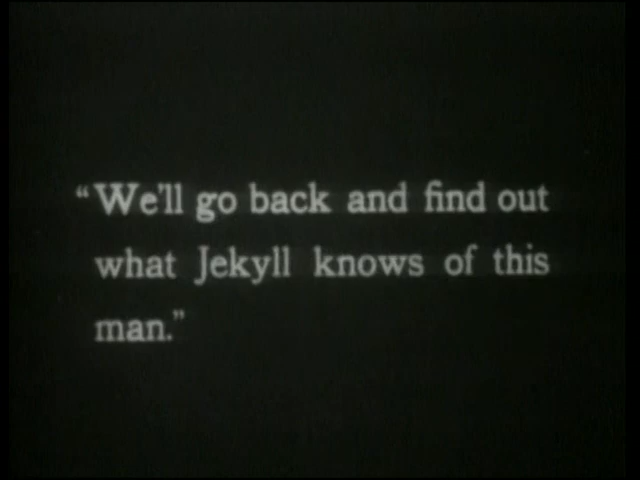 “We'll go back and find out
what Jekyll knows of this
man.”